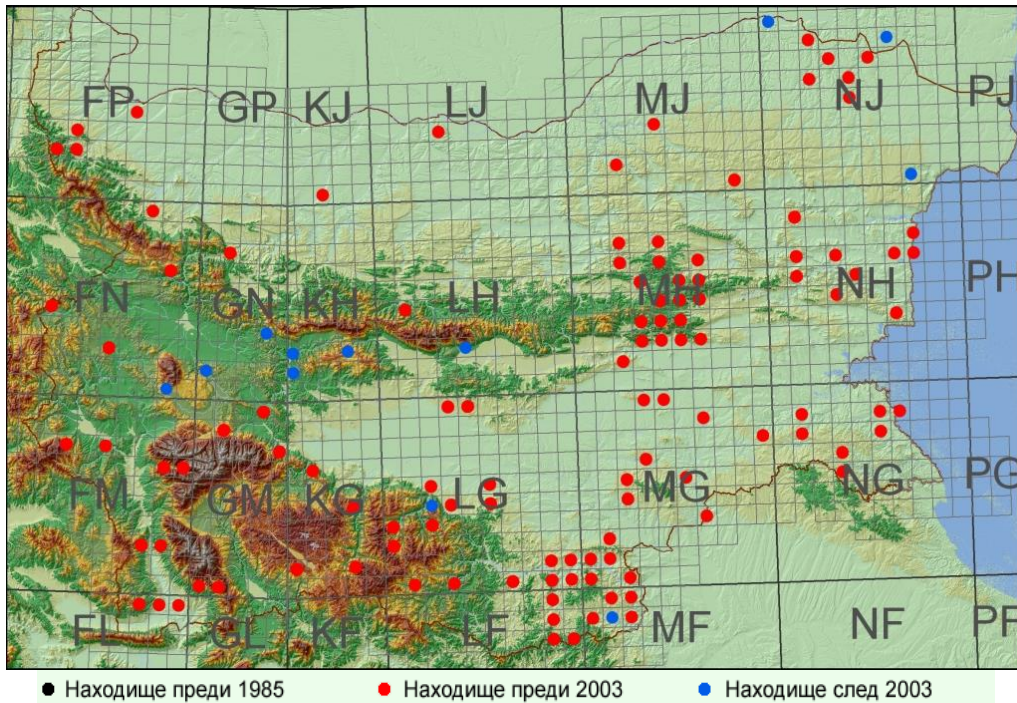 FP GP KJ LJ MJ NJ PJ
FN GN KH LH MH NH PH
FM GM KG LG MG NG PG
FL GL KF LF MF NF PF
Находище преди 1985 Находище преди 2003 Находище след 2003